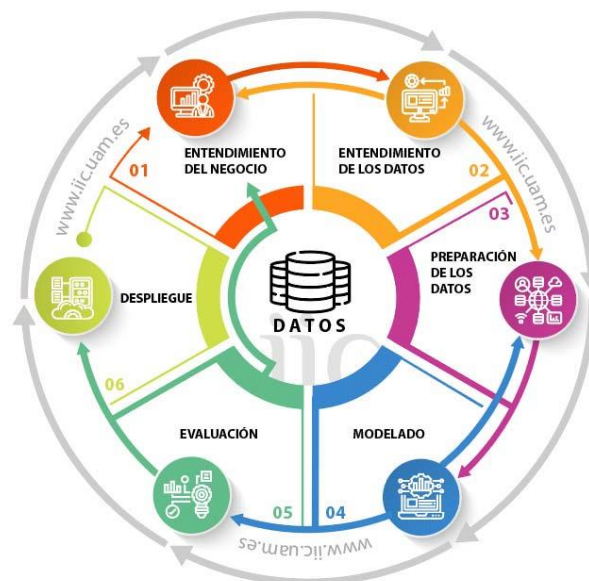 01
ENTENDIMIENTO
DEL NEGOCIO
ENTENDIMIENTO
DE LOS DATOS
02
03
PREPARACIÓN
DE LOS
DATOS
MODELADO
04
05
EVALUACIÓN
06
DESPLIEGUE
DATOS
iic
www.iic.uam.es
www.iic.uam.es
www.iic.uam.es